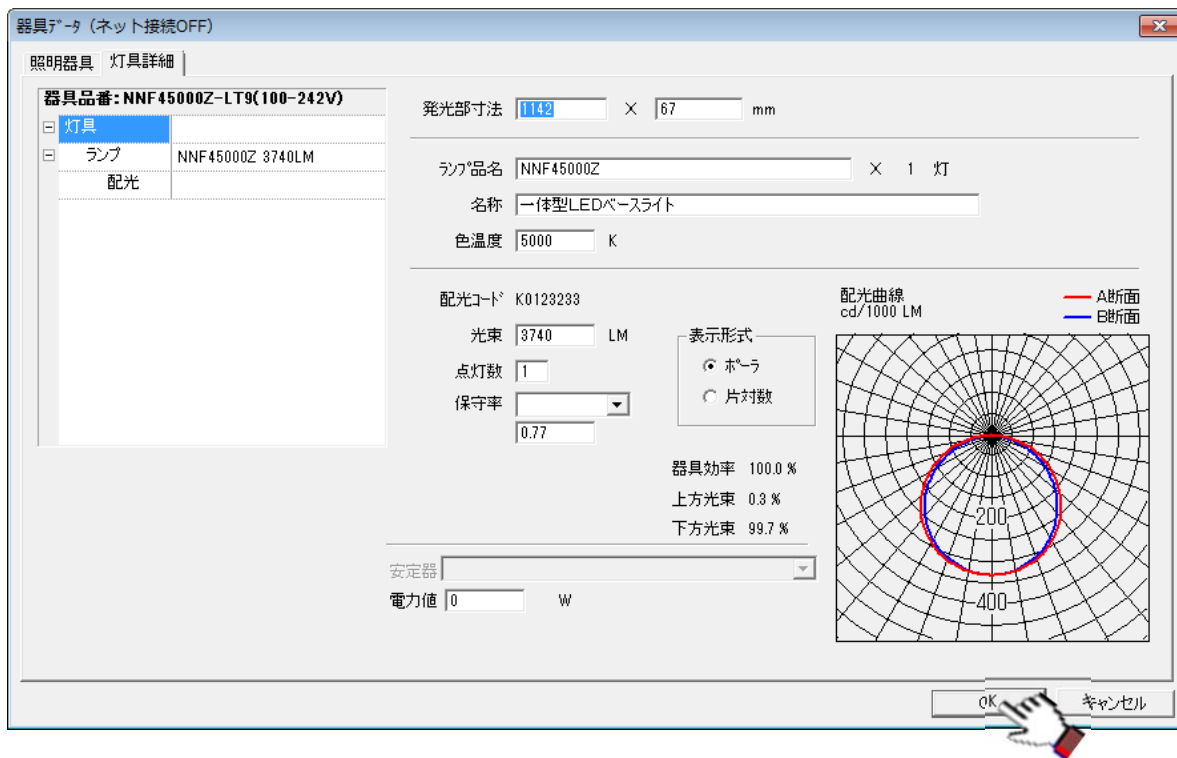 器具ﾃﾞｰﾀ（ネット接続OFF）
照明器具 灯具詳細
器具品番:NNF45000Z-LT9(100-242V)
灯具
ランプ NNF45000Z 3740LM
配光
発光部寸法 1142 × 67 mm
ﾗﾝﾌﾟ品名 NNF45000Z × 1 灯
名称 一体型ＬＥＤベースライト
色温度 5000 K
配光ｺｰﾄﾞ K0123233
光束 3740 LM
点灯数 1
保守率
0.77
表示形式
ﾎﾟｰﾗ
片対数
器具効率 100.0 %
上方光束 0.3 %
下方光束 99.7 %
配光曲線
cd/1000 LM
A断面
B断面
200
400
安定器
電力値 0 W
OK キャンセル